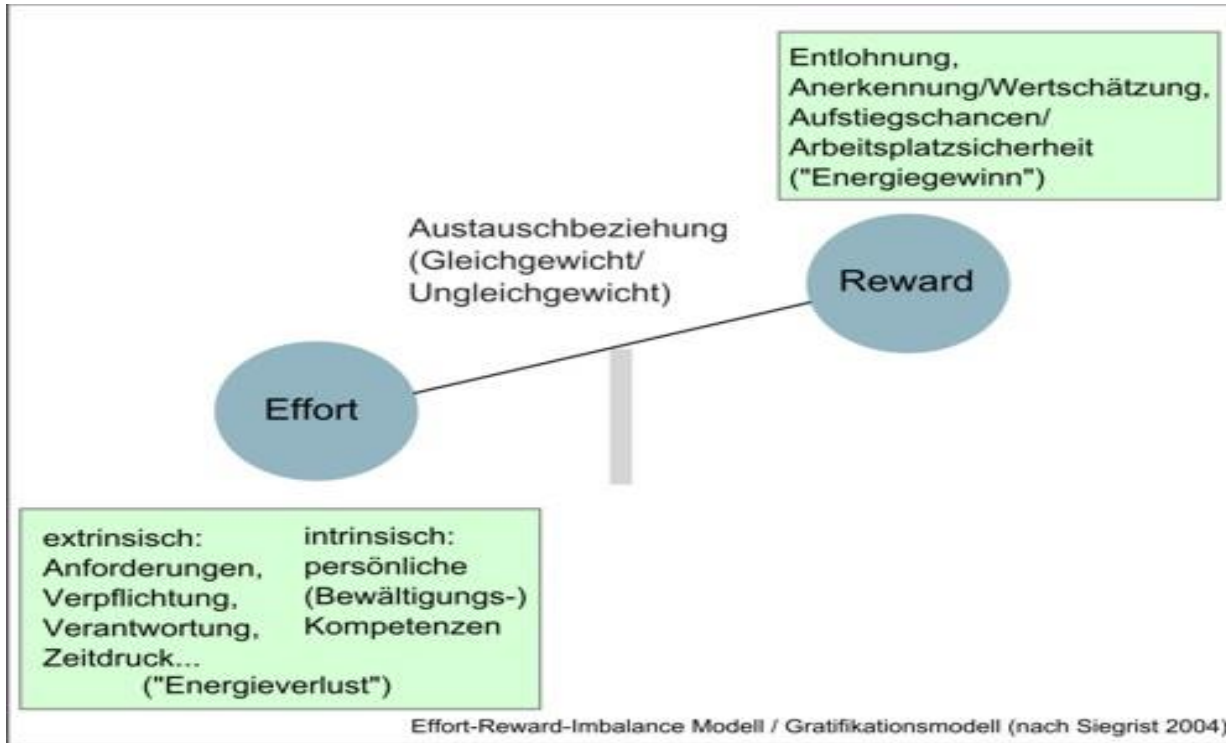 Entlohnung,
Anerkennung/Wertschätzung,
Aufstiegschancen/
Arbeitsplatzsicherheit
("Energiegewinn")
Austauschbeziehung
(Gleichgewicht/
Ungleichgewicht)
Reward
Effort
extrinsisch:
Anforderungen,
Verpflichtung,
Verantwortung,
Zeitdruck...
intrinsisch:
persönliche
(Bewältigungs-)
Kompetenzen
("Energieverlust")
Effort-Reward-Imbalance Modell / Gratifikationsmodell (nach Siegrist 2004)